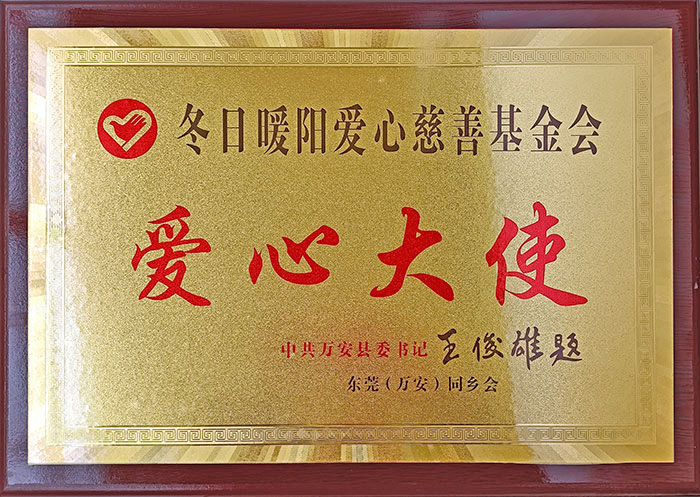 冬日暖阳爱心慈善基金会
爱心大使
中共万安县委书记 王俊雄题
东莞(万安)同乡会